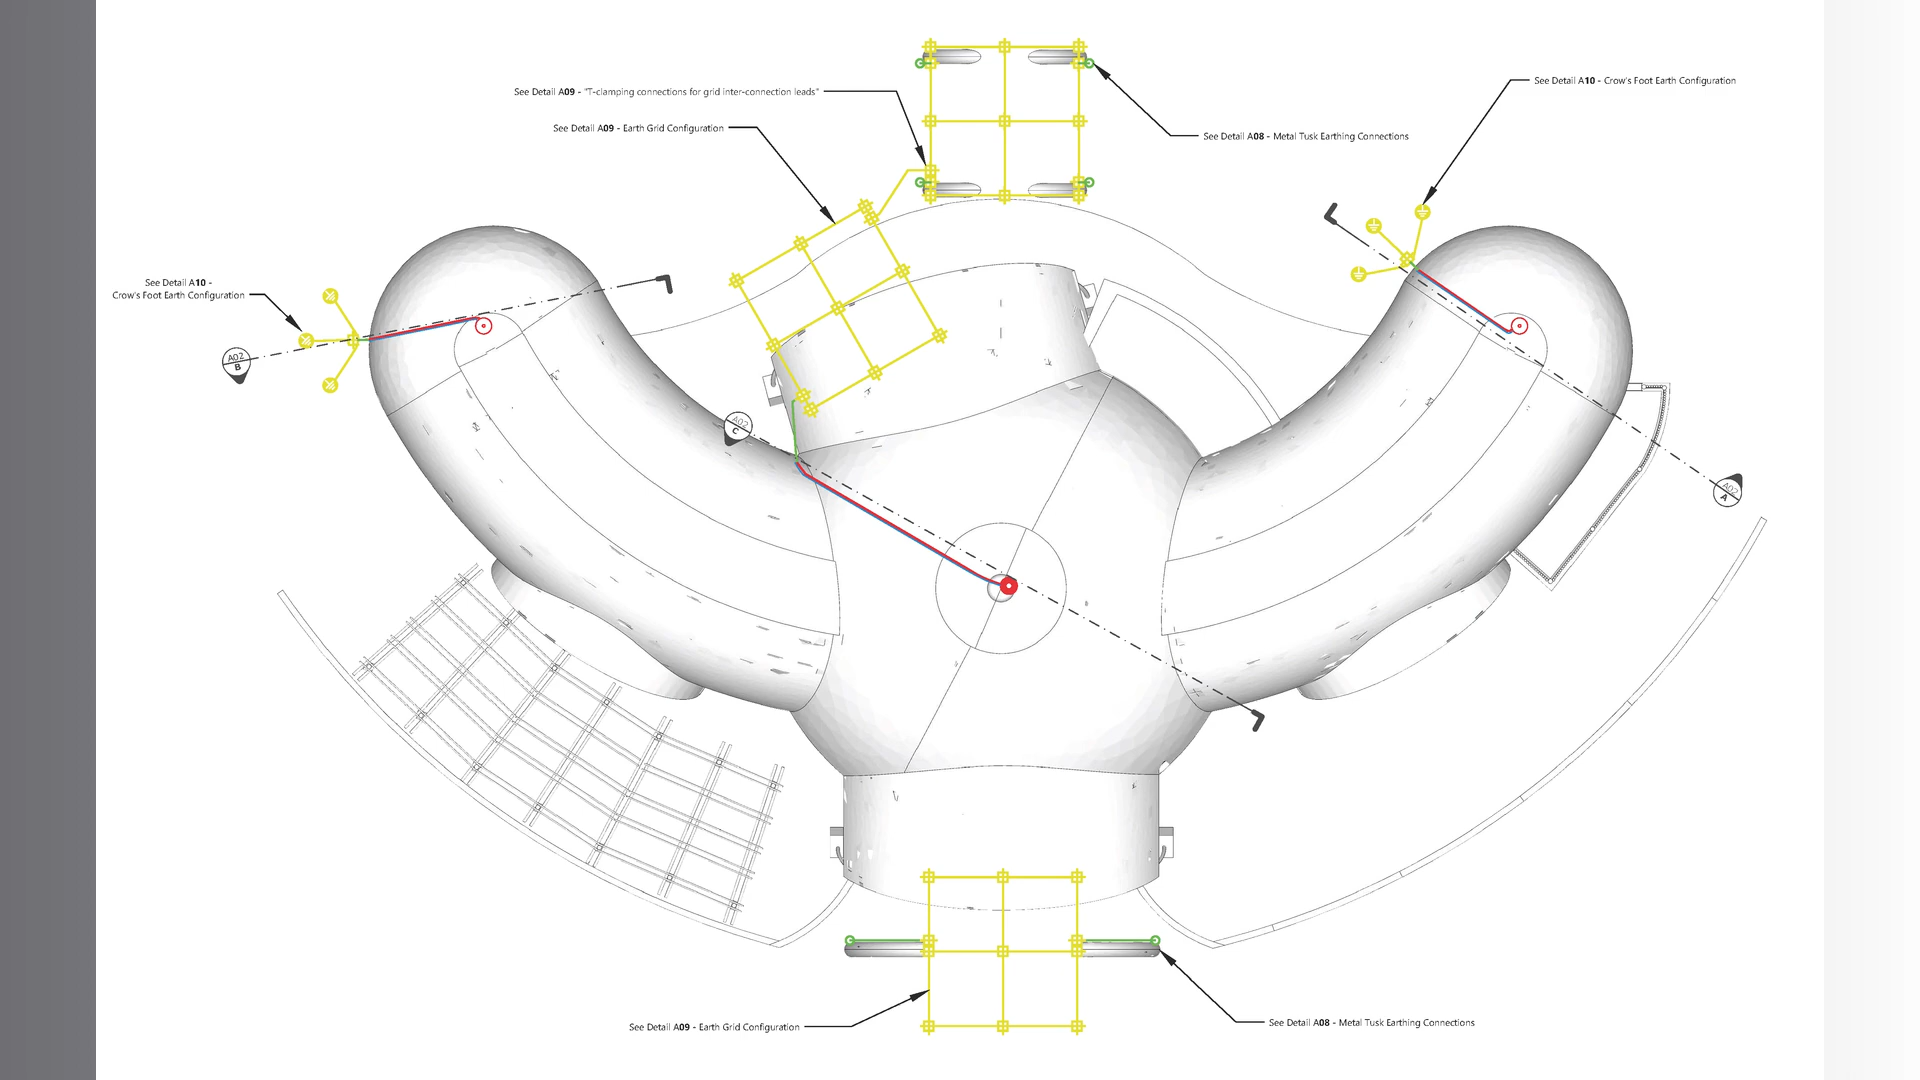 See Detail A10 - Crow's Foot Earth Configuration
See Detail A09 - "T-clamping connections for grid inter-connection leads"
See Detail A09 - Earth Grid Configuration
See Detail A08 - Metal Tusk Earthing Connections
See Detail A10 -
Crow's Foot Earth Configuration
A02
B
A02
C
A02
A
See Detail A09 - Earth Grid Configuration
See Detail A08 - Metal Tusk Earthing Connections